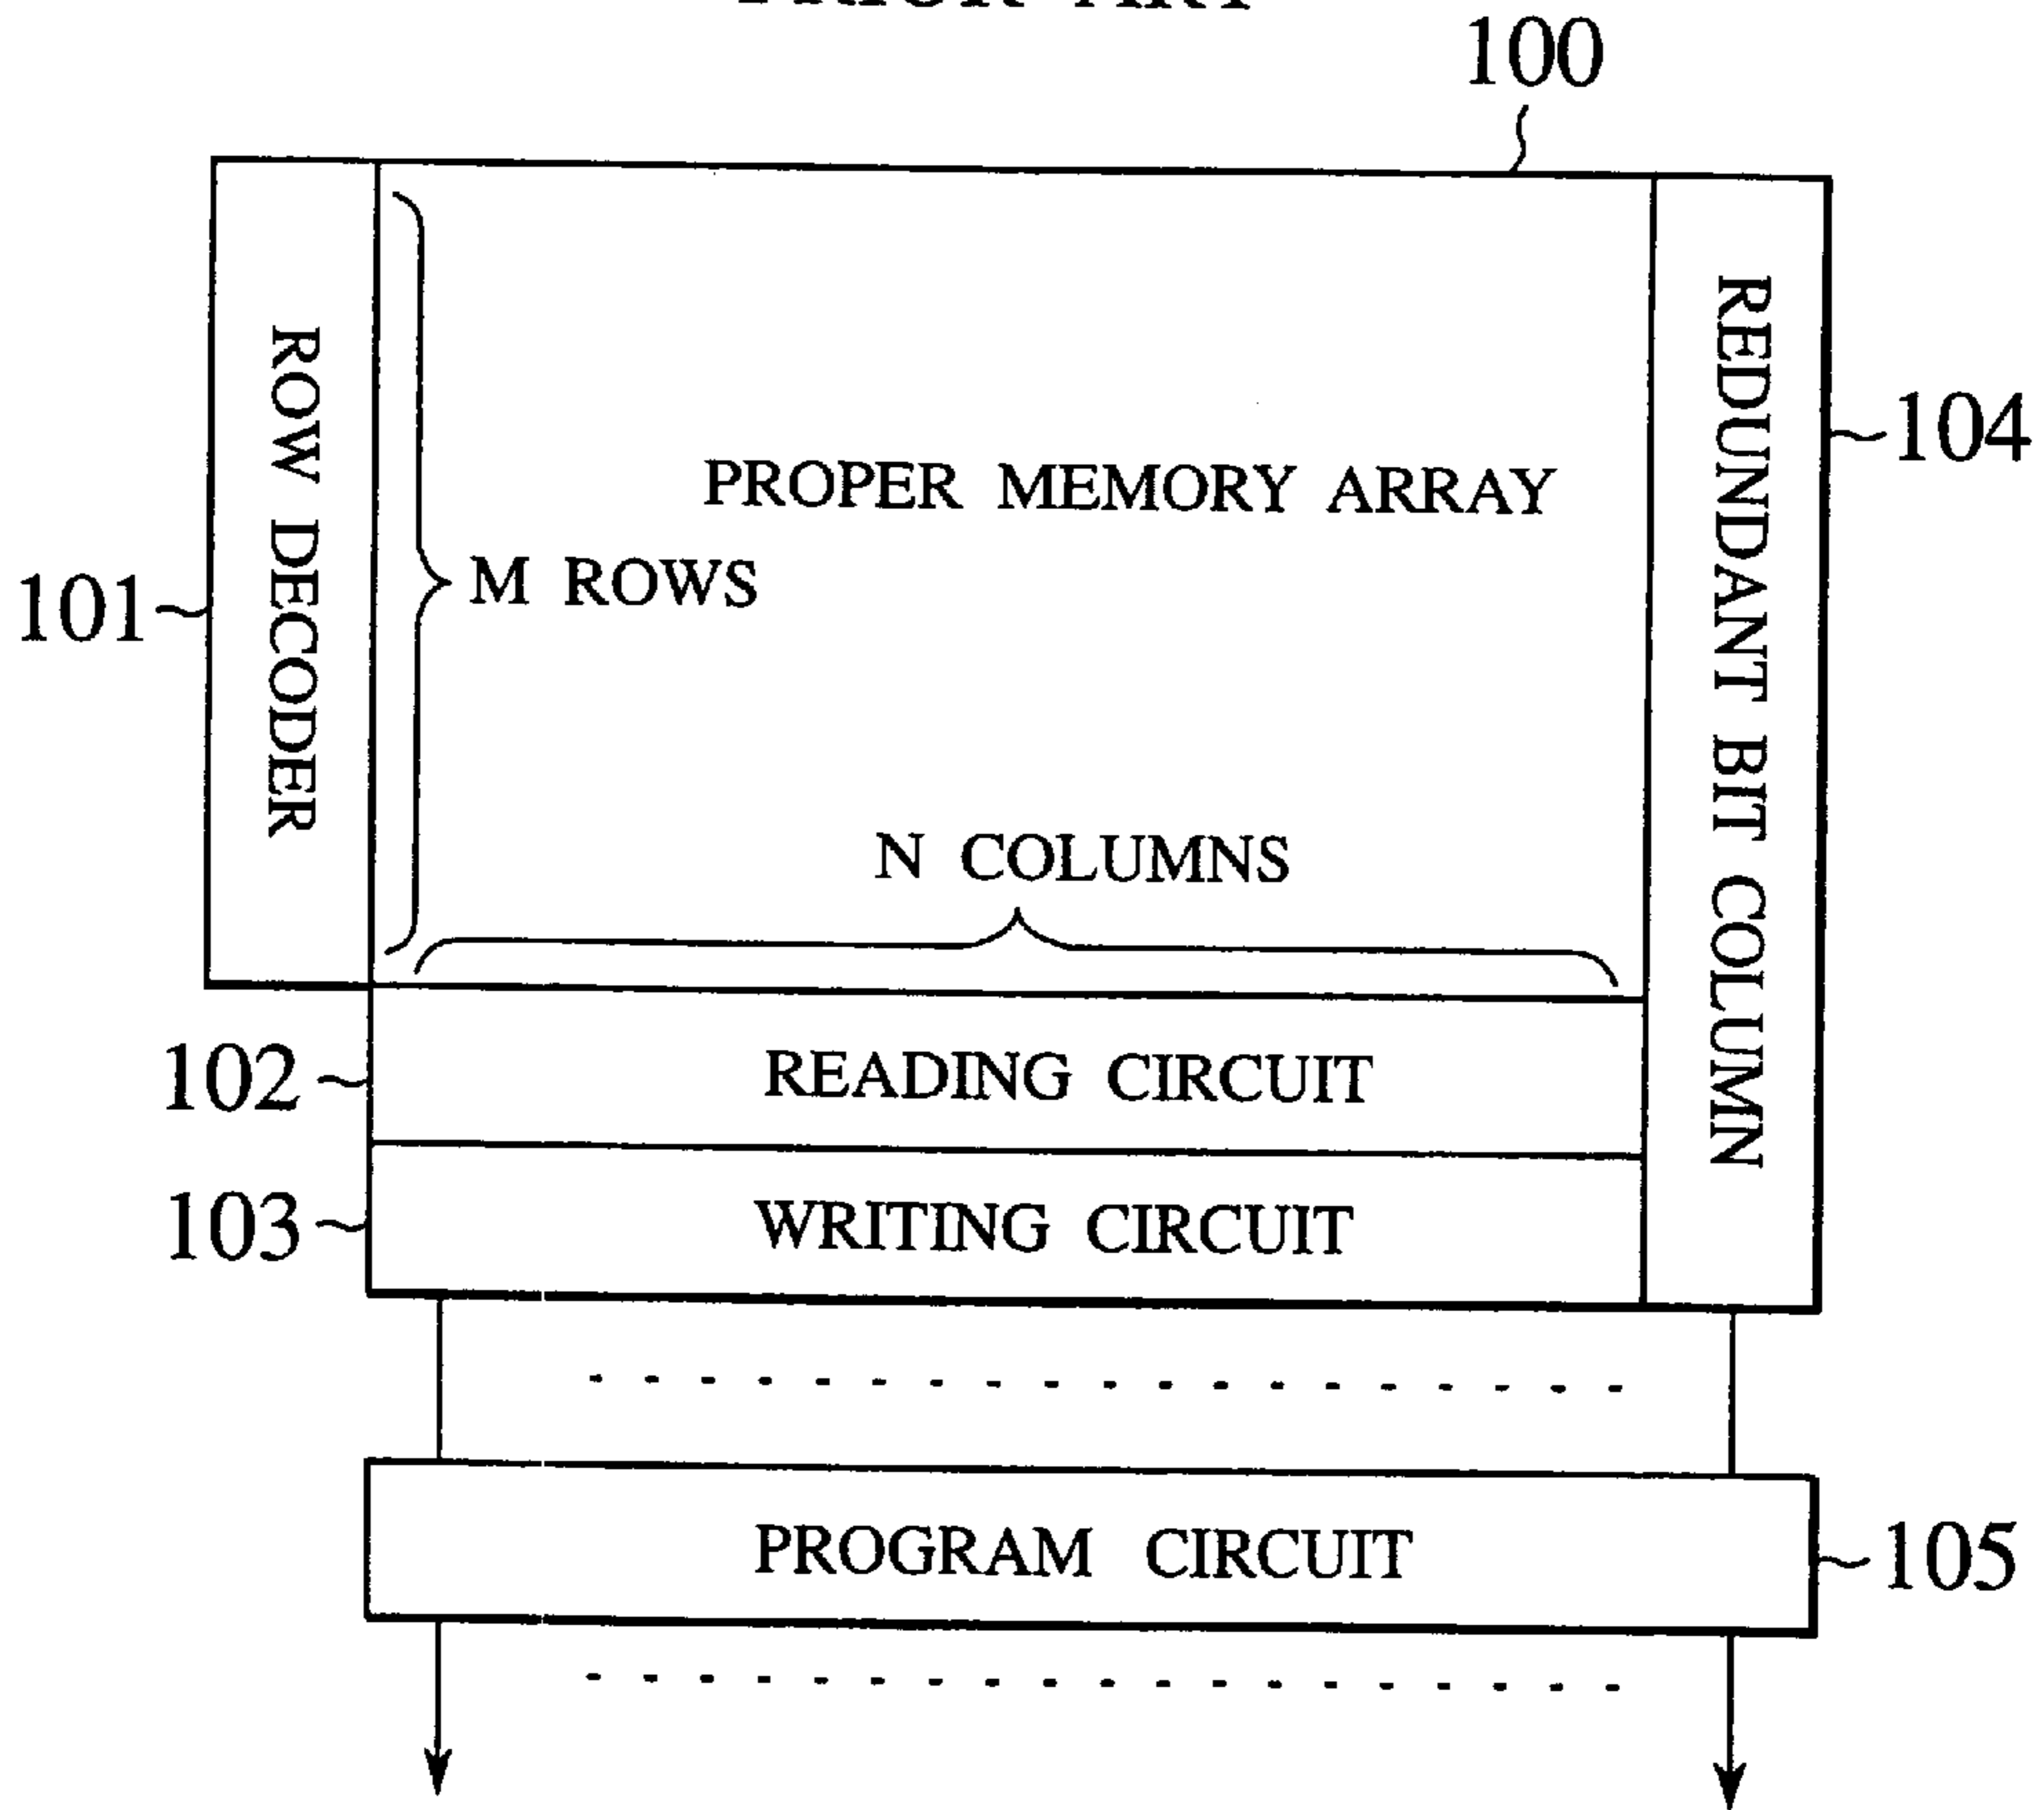 100
ROW DECODER
REDUNDANT BIT COLUMN
104
PROPER MEMORY ARRAY
101
M ROWS
N COLUMNS
102
READING CIRCUIT
103
WRITING CIRCUIT
PROGRAM CIRCUIT
105